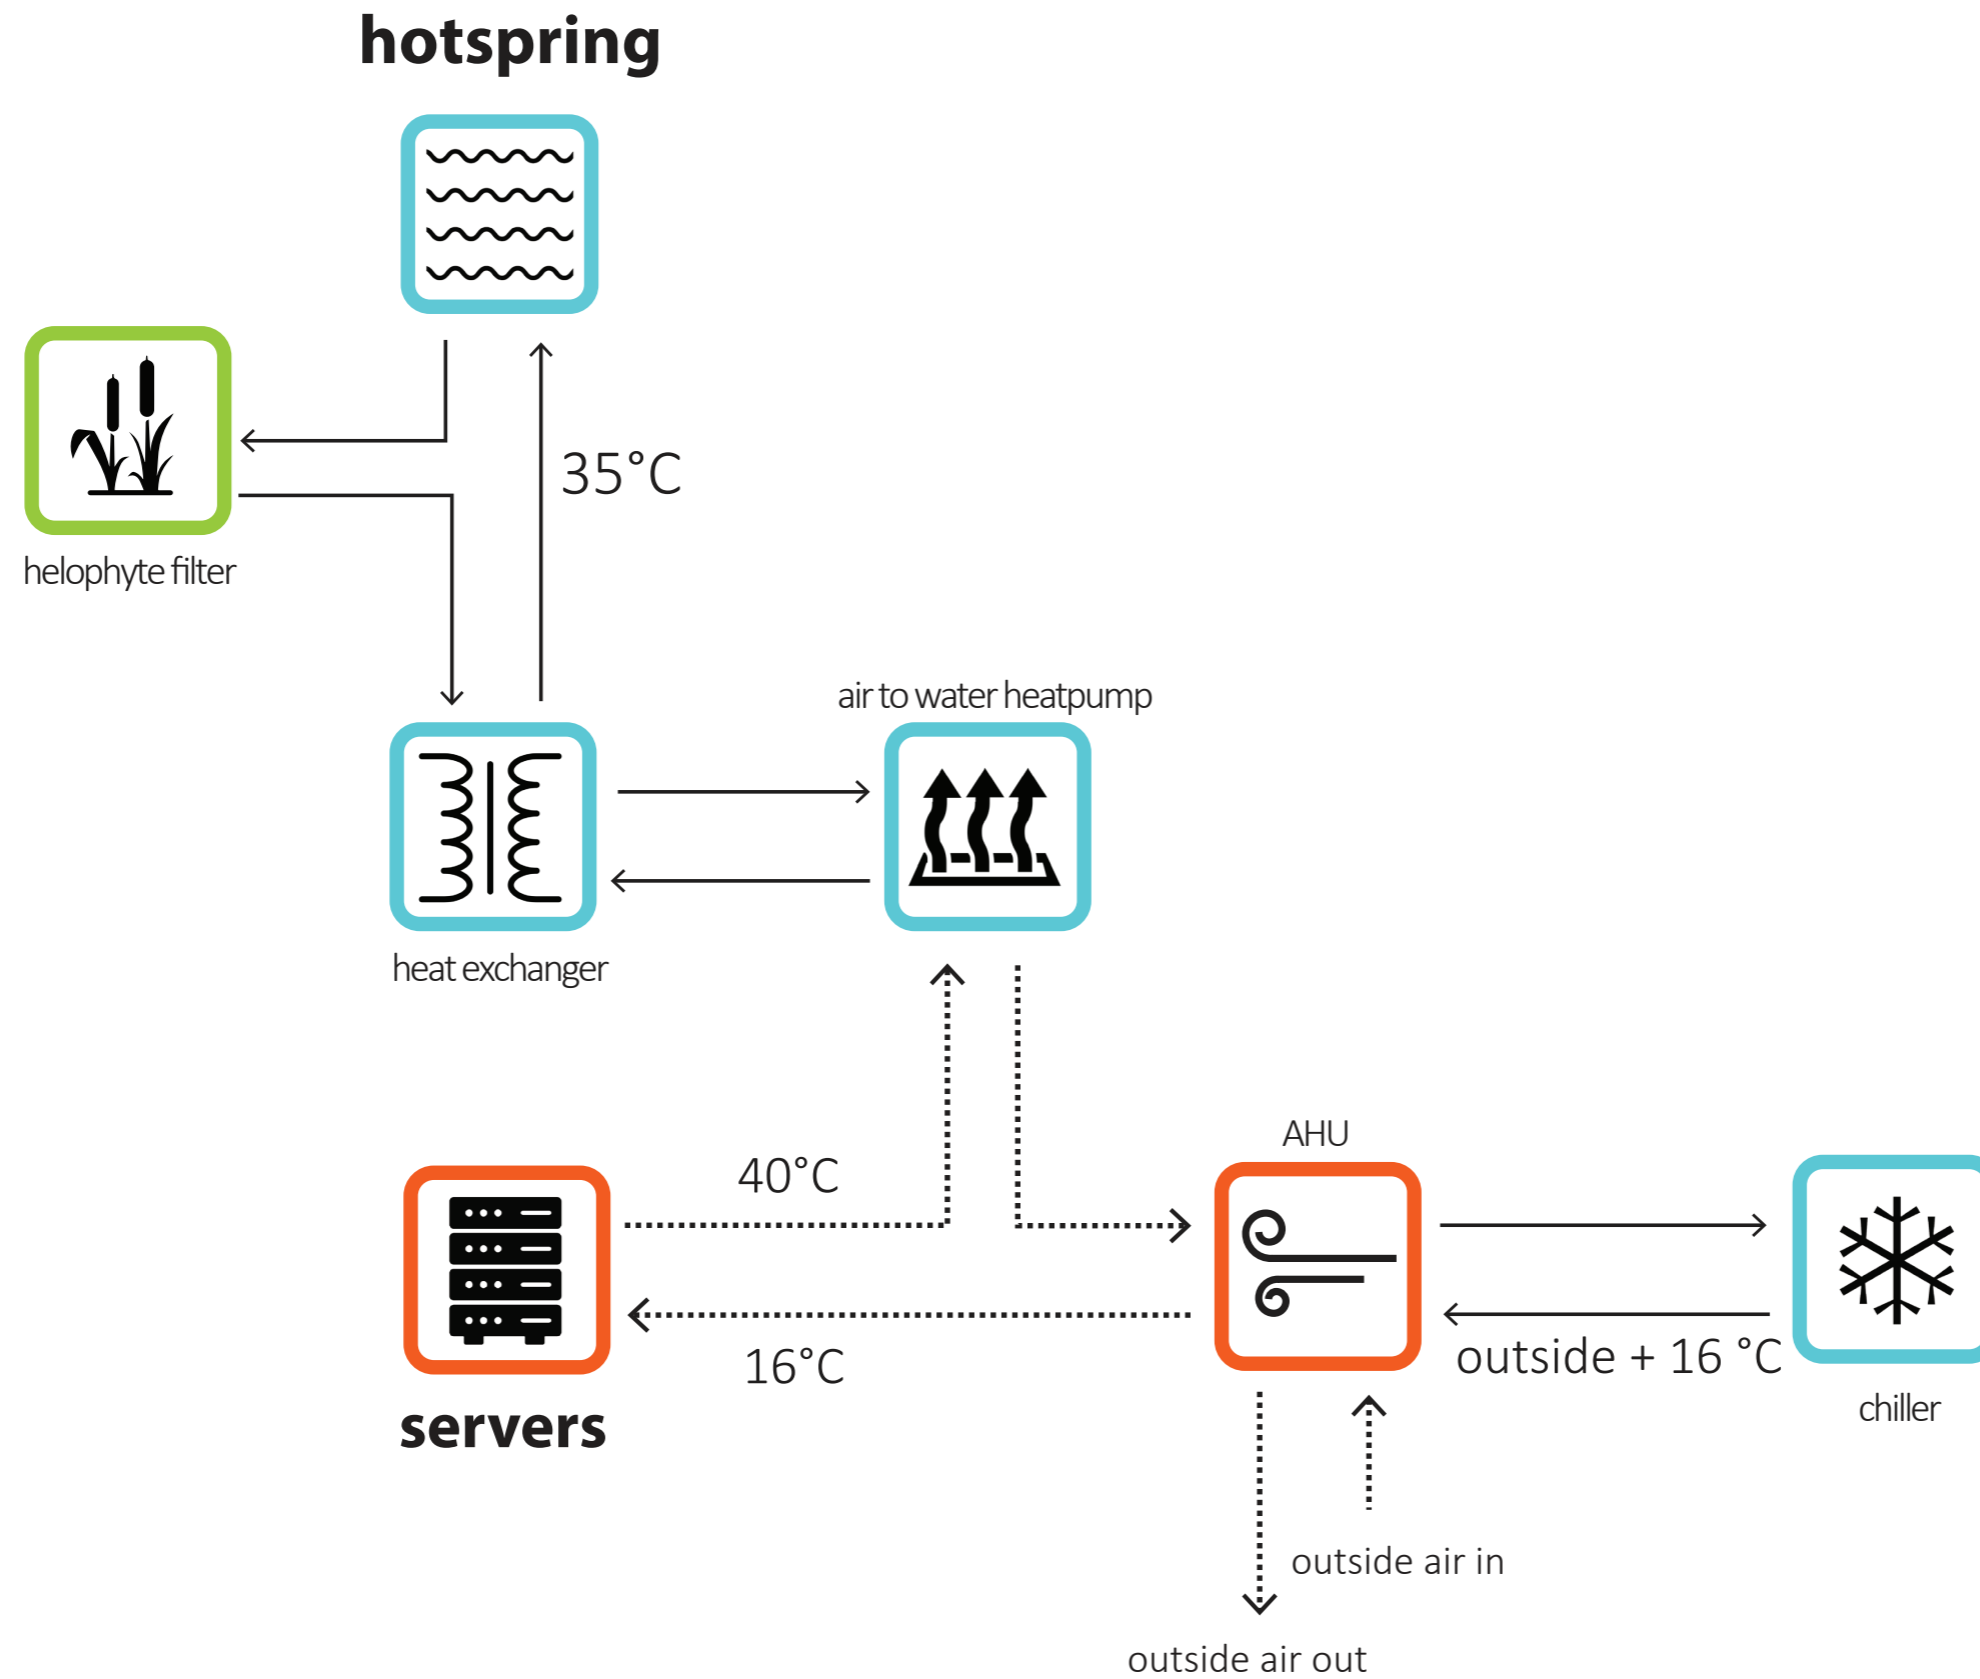 hotspring
35°C
helophyte filter
air to water heatpump
heat exchanger
AHU
40°C
16°C
outside + 16 °C
chiller
servers
outside air in
outside air out